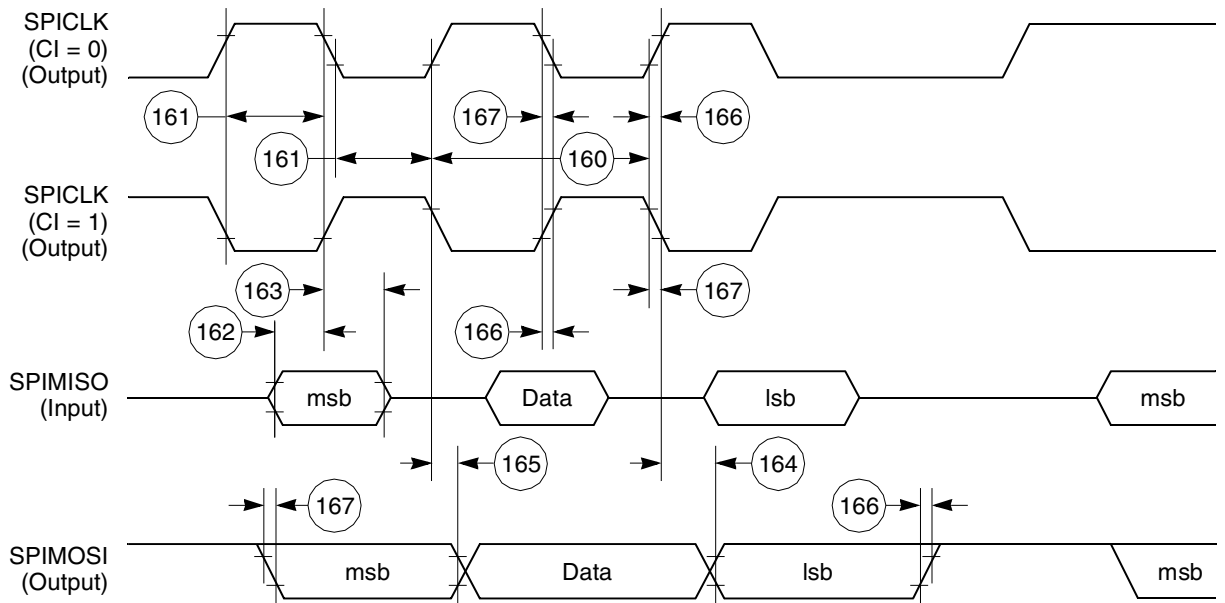 SPICLK
(CI = 0)
(Output)
161
167
166
161
160
SPICLK
(CI = 1)
(Output)
163
167
162
166
SPIMISO
(Input)
msb
Data
lsb
msb
165
164
167
166
SPIMOSI
(Output)
msb
Data
lsb
msb